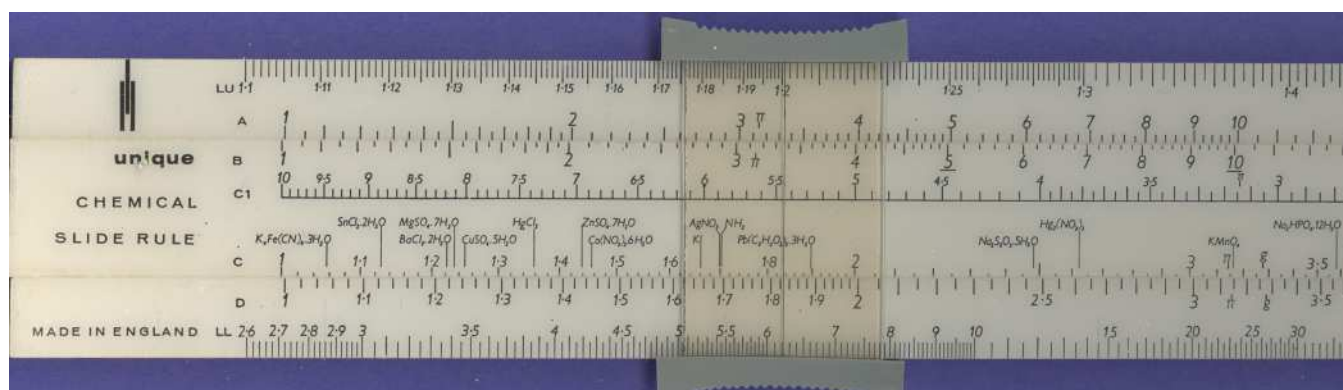 LU 1·1 1·11 1·12 1·13 1·14 1·15 1·16 1·17 1·18 1·19 1·2 1·25 1·3 1·4
A 1 2 3 π 4 5 6 7 8 9 10
unique
B 1 2 3 π 4 5 6 7 8 9 10 π
CHEMICAL
C1 10 9·5 9 8·5 8 7·5 7 6·5 6 5·5 5 4·5 4 3·5 3
SnCl₂.2H₂O MgSO₄.7H₂O HgCl₂ ZnSO₄.7H₂O AgNO₃ NH₃ Hg₂(NO₃)₂ Na₂HPO₄.12H₂O
SLIDE RULE
K₄Fe(CN)₆.3H₂O BaCl₂.2H₂O CuSO₄.5H₂O Co(NO₃)₂6H₂O KI Pb(C₂H₃O₂)₂.3H₂O Na₂S₂O₃.5H₂O KMnO₄
C 1 1·1 1·2 1·3 1·4 1·5 1·6 1·8 2 3 π g 3·5
D 1 1·1 1·2 1·3 1·4 1·5 1·6 1·7 1·8 1·9 2 2·5 3 π g 3·5
MADE IN ENGLAND LL 2·6 2·7 2·8 2·9 3 3·5 4 4·5 5 5·5 6 7 8 9 10 15 20 25 30